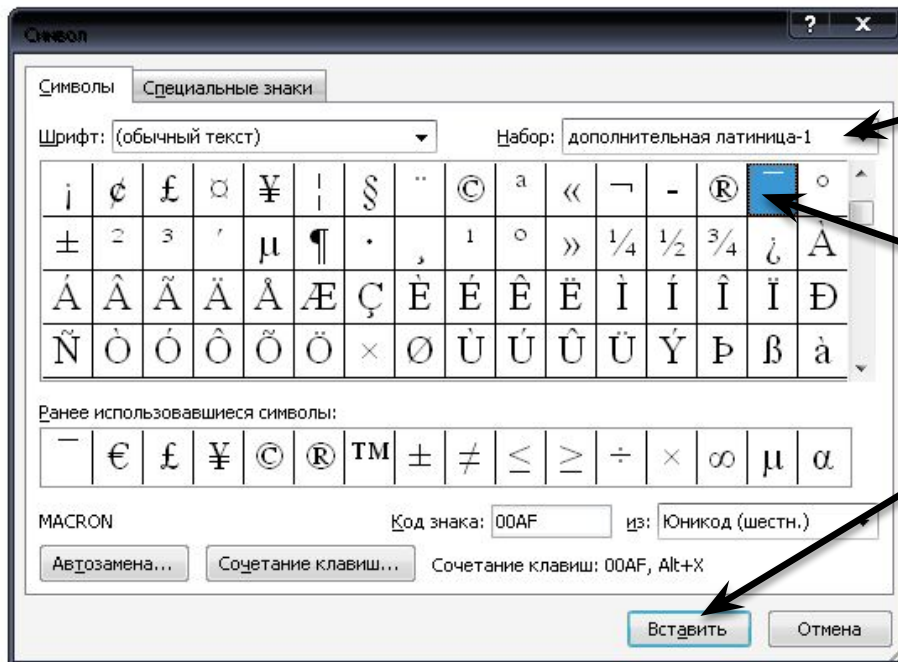 Символ
Символы Специальные знаки
Шрифт: (обычный текст) Набор: дополнительная латиница-1
¡ ¢ £ ¤ ¥ ¦ § ¨ © ª « ¬ - ® ¯ °
± ² ³ ´ µ ¶ · ¸ ¹ º » ¼ ½ ¾ ¿ À
Á Â Ã Ä Å Æ Ç È É Ê Ë Ì Í Î Ï Ð
Ñ Ò Ó Ô Õ Ö × Ø Ù Ú Û Ü Ý Þ ß à
Ранее использовавшиеся символы:
¯ € £ ¥ © ® ™ ± ≠ ≤ ≥ ÷ × ∞ µ α
MACRON Код знака: 00AF из: Юникод (шестн.)
Автозамена... Сочетание клавиш... Сочетание клавиш: 00AF, Alt+X
Вставить Отмена